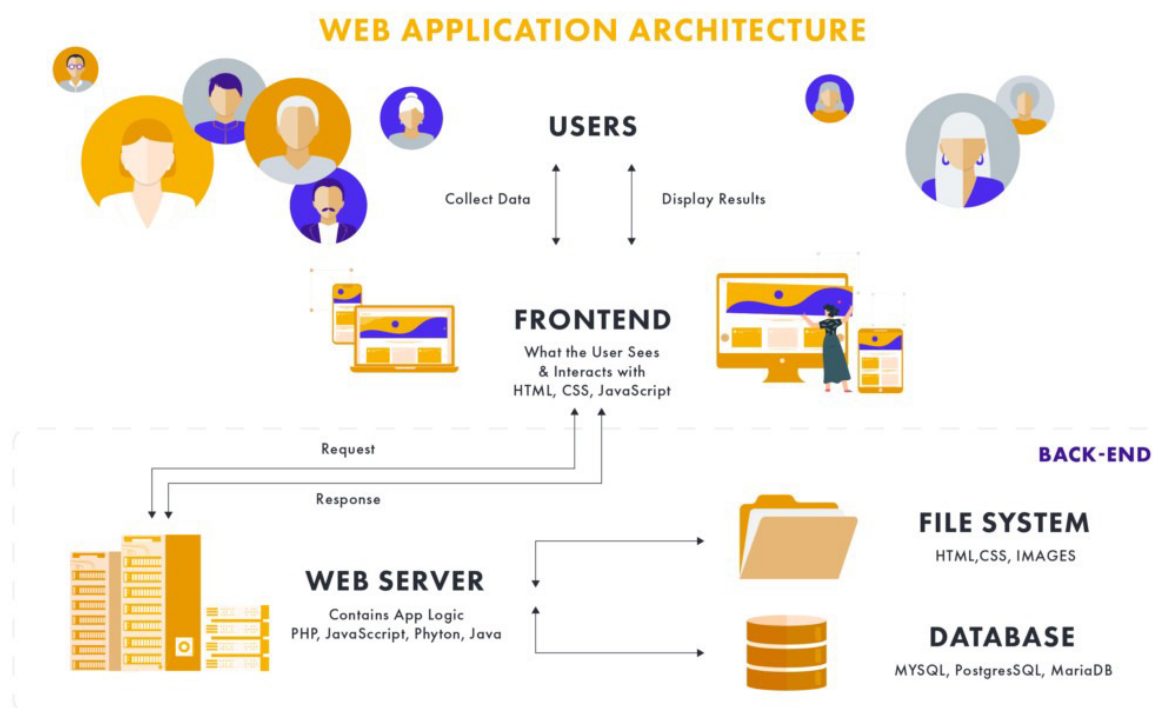 WEB APPLICATION ARCHITECTURE
USERS
Collect Data
Display Results
FRONTEND
What the User Sees
& Interacts with
HTML, CSS, JavaScript
Request
Response
BACK-END
WEB SERVER
Contains App Logic
PHP, JavaSccript, Phyton, Java
FILE SYSTEM
HTML,CSS, IMAGES
DATABASE
MYSQL, PostgresSQL, MariaDB